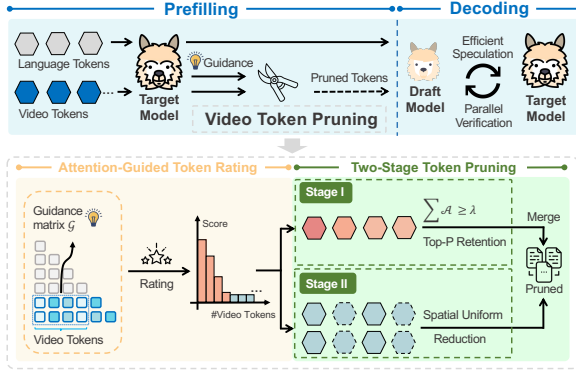 Prefilling
Decoding
Language Tokens
Video Tokens
Target
Model
Guidance
Pruned Tokens
Video Token Pruning
Draft
Model
Efficient
Speculation
Parallel
Verification
Target
Model
Attention-Guided Token Rating
Two-Stage Token Pruning
Guidance
matrix 𝒢
Video Tokens
Rating
Score
...
#Video Tokens
Stage I
∑ 𝒜 ≥ λ
Top-P Retention
Stage II
Spatial Uniform
Reduction
Merge
...
Pruned